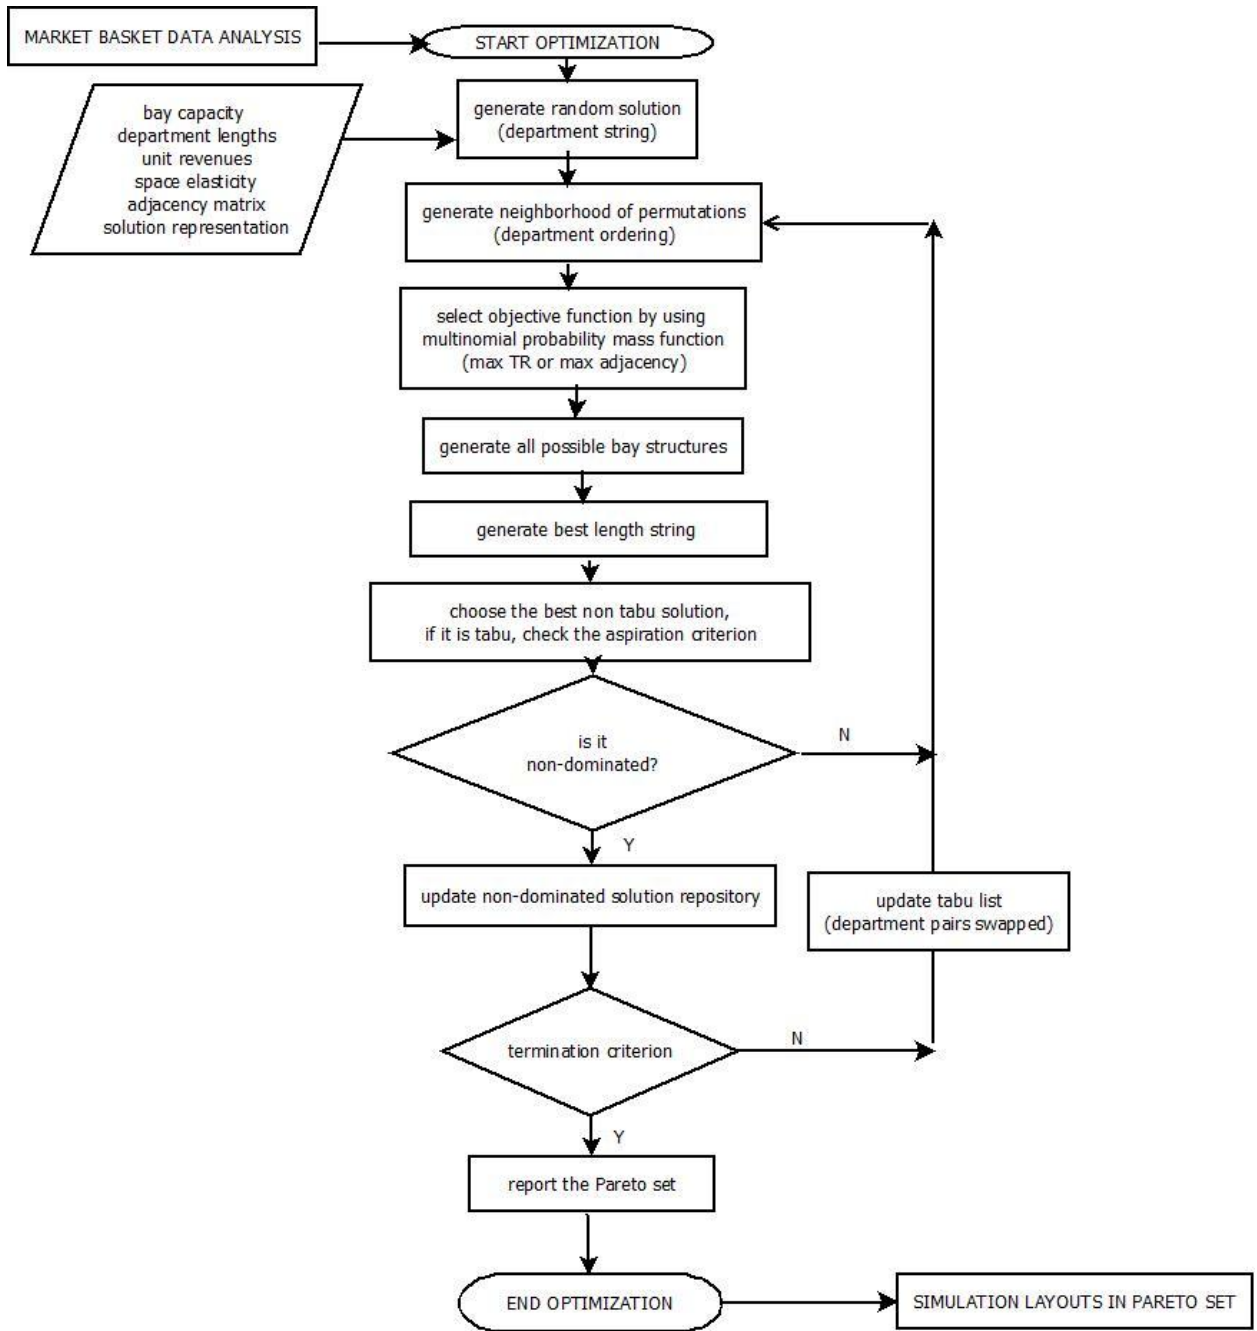 MARKET BASKET DATA ANALYSIS
START OPTIMIZATION
bay capacity
department lengths
unit revenues
space elasticity
adjacency matrix
solution representation
generate random solution
(department string)
generate neighborhood of permutations
(department ordering)
select objective function by using
multinomial probability mass function
(max TR or max adjacency)
generate all possible bay structures
generate best length string
choose the best non tabu solution,
if it is tabu, check the aspiration criterion
is it
non-dominated?
N
Y
update non-dominated solution repository
update tabu list
(department pairs swapped)
termination criterion
N
Y
report the Pareto set
END OPTIMIZATION
SIMULATION LAYOUTS IN PARETO SET